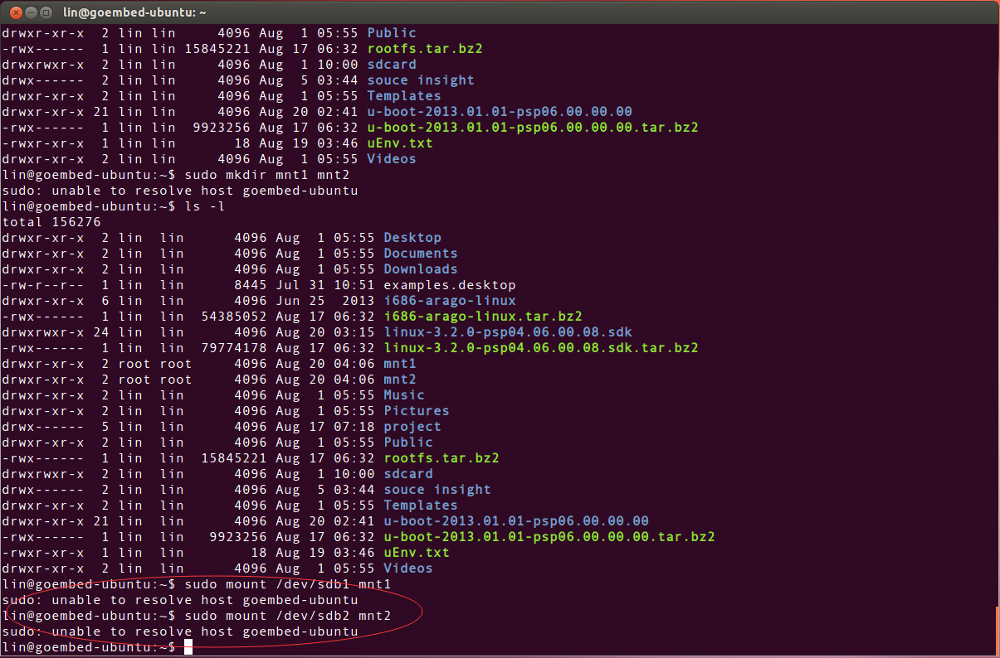 lin@goembed-ubuntu: ~
drwxr-xr-x  2 lin lin     4096 Aug  1 05:55 Public
-rwx------  1 lin lin 15845221 Aug 17 06:32 rootfs.tar.bz2
drwxrwxr-x  2 lin lin     4096 Aug  1 10:00 sdcard
drwx------  2 lin lin     4096 Aug  5 03:44 souce insight
drwxr-xr-x  2 lin lin     4096 Aug  1 05:55 Templates
drwxr-xr-x 21 lin lin     4096 Aug 20 02:41 u-boot-2013.01.01-psp06.00.00.00
-rwx------  1 lin lin  9923256 Aug 17 06:32 u-boot-2013.01.01-psp06.00.00.00.tar.bz2
-rwxr-xr-x  1 lin lin       18 Aug 19 03:46 uEnv.txt
drwxr-xr-x  2 lin lin     4096 Aug  1 05:55 Videos
lin@goembed-ubuntu:~$ sudo mkdir mnt1 mnt2
sudo: unable to resolve host goembed-ubuntu
lin@goembed-ubuntu:~$ ls -l
total 156276
drwxr-xr-x  2 lin  lin      4096 Aug  1 05:55 Desktop
drwxr-xr-x  2 lin  lin      4096 Aug  1 05:55 Documents
drwxr-xr-x  2 lin  lin      4096 Aug  1 05:55 Downloads
-rw-r--r--  1 lin  lin      8445 Jul 31 10:51 examples.desktop
drwxr-xr-x  6 lin  lin      4096 Jun 25  2013 i686-arago-linux
-rwx------  1 lin  lin  54385052 Aug 17 06:32 i686-arago-linux.tar.bz2
drwxrwxr-x 24 lin  lin      4096 Aug 20 03:15 linux-3.2.0-psp04.06.00.08.sdk
-rwx------  1 lin  lin  79774178 Aug 17 06:32 linux-3.2.0-psp04.06.00.08.sdk.tar.bz2
drwxr-xr-x  2 root root     4096 Aug 20 04:06 mnt1
drwxr-xr-x  2 root root     4096 Aug 20 04:06 mnt2
drwxr-xr-x  2 lin  lin      4096 Aug  1 05:55 Music
drwxr-xr-x  2 lin  lin      4096 Aug  1 05:55 Pictures
drwx------  5 lin  lin      4096 Aug 17 07:18 project
drwxr-xr-x  2 lin  lin      4096 Aug  1 05:55 Public
-rwx------  1 lin  lin  15845221 Aug 17 06:32 rootfs.tar.bz2
drwxrwxr-x  2 lin  lin      4096 Aug  1 10:00 sdcard
drwx------  2 lin  lin      4096 Aug  5 03:44 souce insight
drwxr-xr-x  2 lin  lin      4096 Aug  1 05:55 Templates
drwxr-xr-x 21 lin  lin      4096 Aug 20 02:41 u-boot-2013.01.01-psp06.00.00.00
-rwx------  1 lin  lin   9923256 Aug 17 06:32 u-boot-2013.01.01-psp06.00.00.00.tar.bz2
-rwxr-xr-x  1 lin  lin        18 Aug 19 03:46 uEnv.txt
drwxr-xr-x  2 lin  lin      4096 Aug  1 05:55 Videos
lin@goembed-ubuntu:~$ sudo mount /dev/sdb1 mnt1
sudo: unable to resolve host goembed-ubuntu
lin@goembed-ubuntu:~$ sudo mount /dev/sdb2 mnt2
sudo: unable to resolve host goembed-ubuntu
lin@goembed-ubuntu:~$